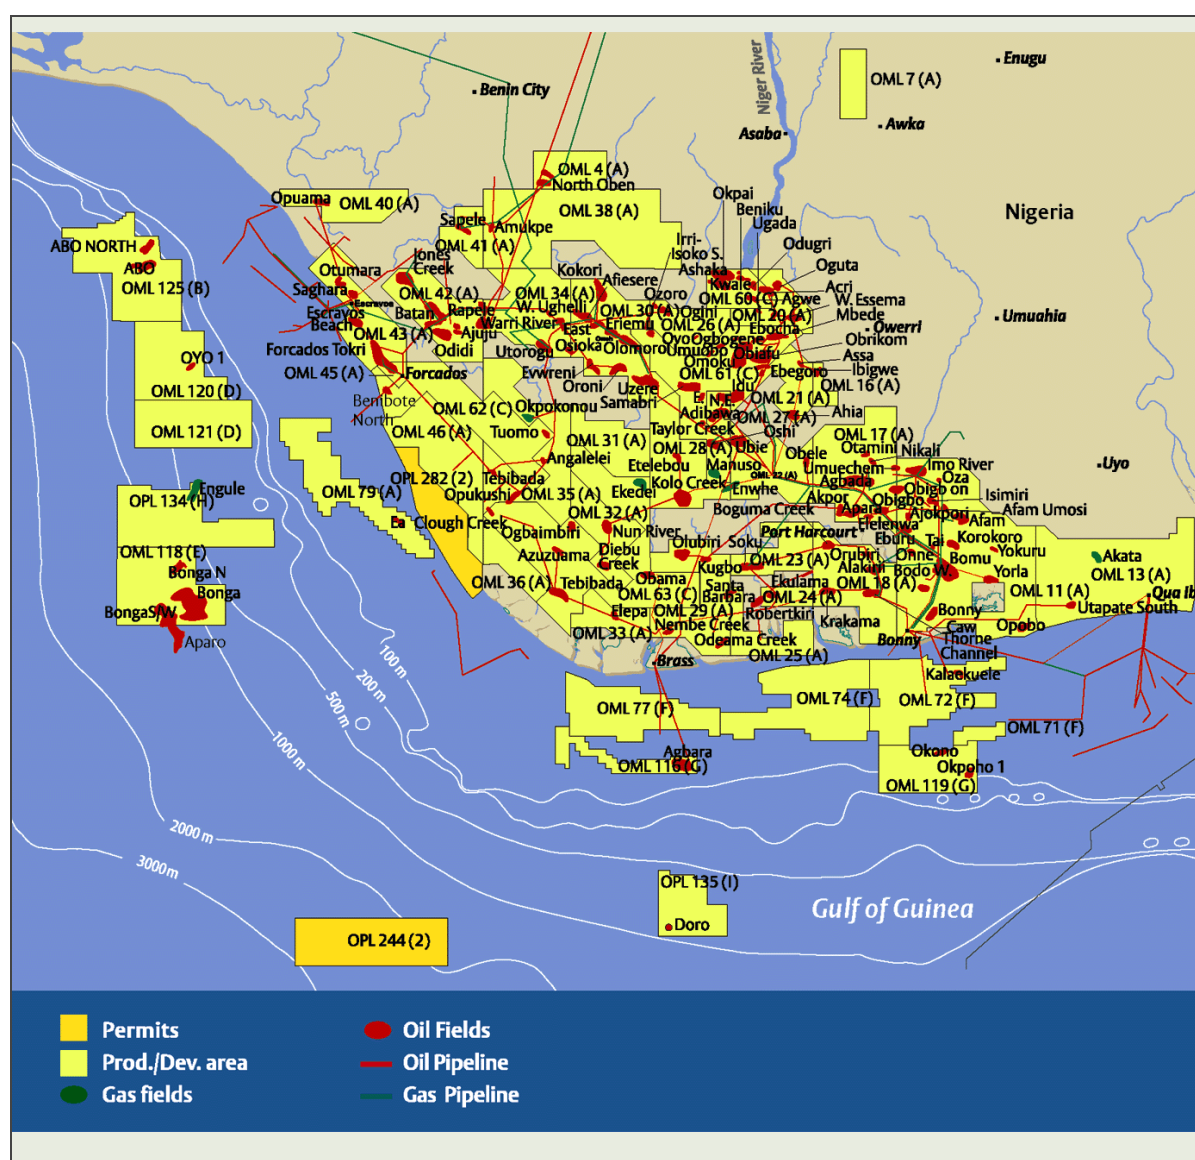 Enugu
OML 7 (A)
Niger River
Benin City
Awka
Asaba
OML 4 (A)
North Oben
Okpai
Opuama
OML 40 (A)
OML 38 (A)
Beniku
Ugada
Nigeria
Sapele
Amukpe
ABO NORTH
OML 41 (A)
Irri-
Isoko S.
Odugri
Jones
Creek
Otumara
Kokori
Afiesere
Ashaka
Oguta
ABO
OML 125 (B)
Saghara
OML 42 (A)
OML 34 (A)
Ozoro
Kwale
Acri
Escravos
Escravos
Beach
Batan
Rapele
W. Ughelli
OML 30 (A)
Ogini
OML 60 (C)
Agwe
W. Essema
OML 20 (A)
Mbede
Umuahia
OML 43 (A)
Ajuju
Warri River
East
Eriemu
OML 26 (A)
Ebocha
Owerri
Oyo
Ogbogene
Obrikom
Forcados Tokri
Odidi
Utorogu
Osioka
Olomoro
Umuobo
Obiafu
Assa
OYO 1
OML 45 (A)
Forcados
Evwreni
Omoku
Ebegoro
Ibigwe
OML 61 (C)
OML 120 (D)
Oroni
Uzere
Idu
OML 16 (A)
Bembote
North
OML 62 (C)
Okpokonou
Samabri
E.
N.E.
OML 21 (A)
Adibawa
OML 27 (A)
Ahia
OML 121 (D)
OML 46 (A)
Tuomo
OML 31 (A)
Taylor Creek
Oshi
OML 17 (A)
OML 28 (A)
Ubie
Otamini
Nikali
Angalelei
Obele
Etelebou
Manuso
Umuechem
Imo River
Uyo
OPL 282 (2)
Tebibada
OML 22 (A)
Agbada
Oza
Engule
OPL 134 (H)
OML 79 (A)
Opukushi
OML 35 (A)
Ekedei
Kolo Creek
Enwhe
Akpor
Obigbo
Obigb on
Isimiri
Ea
Clough Creek
OML 32 (A)
Boguma Creek
Apara
Ajokpori
Afam Umosi
Ogbaimbiri
Nun River
Port Harcourt
Elelenwa
Afam
OML 118 (E)
Azuzuama
Diebu
Creek
Olubiri
Soku
Eburu
Tai
Korokoro
Orubiri
Onne
Yokuru
Akata
Bonga N
Kugbo
OML 23 (A)
Alakiri
Bodo W.
Bomu
Yorla
OML 13 (A)
OML 36 (A)
Tebibada
Obama
Santa
Barbara
Ekulama
OML 18 (A)
OML 11 (A)
Qua Ib
Bonga
OML 63 (C)
OML 24 (A)
BongaS/W.
Elepa
OML 29 (A)
Robertkiri
Krakama
Bonny
Utapate South
Aparo
OML 33 (A)
Nembe Creek
Odeama Creek
Bonny
Caw
Thorne
Channel
Opobo
Brass
OML 25 (A)
100 m
200 m
Kalaekuele
500 m
OML 77 (F)
OML 74 (F)
OML 72 (F)
OML 71 (F)
1000 m
Agbara
OML 116 (G)
Okono
Okpoho 1
OML 119 (G)
2000 m
3000m
OPL 135 (I)
Gulf of Guinea
Doro
OPL 244 (2)
Permits
Oil Fields
Prod./Dev. area
Oil Pipeline
Gas fields
Gas Pipeline